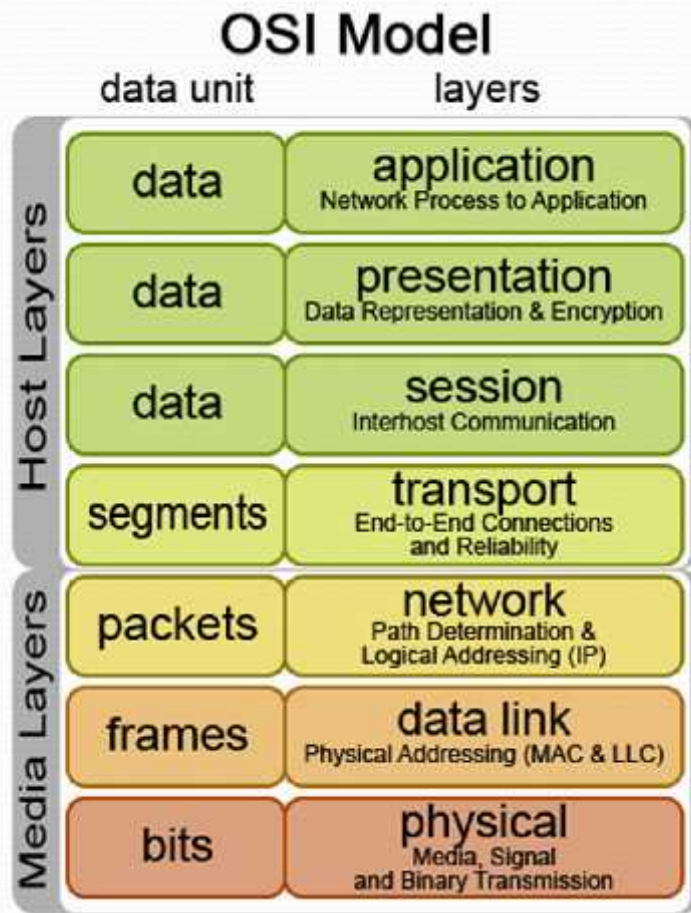 OSI Model
data unit layers
Host Layers
data application
Network Process to Application
data presentation
Data Representation & Encryption
data session
Interhost Communication
segments transport
End-to-End Connections
and Reliability
Media Layers
packets network
Path Determination &
Logical Addressing (IP)
frames data link
Physical Addressing (MAC & LLC)
bits physical
Media, Signal
and Binary Transmission